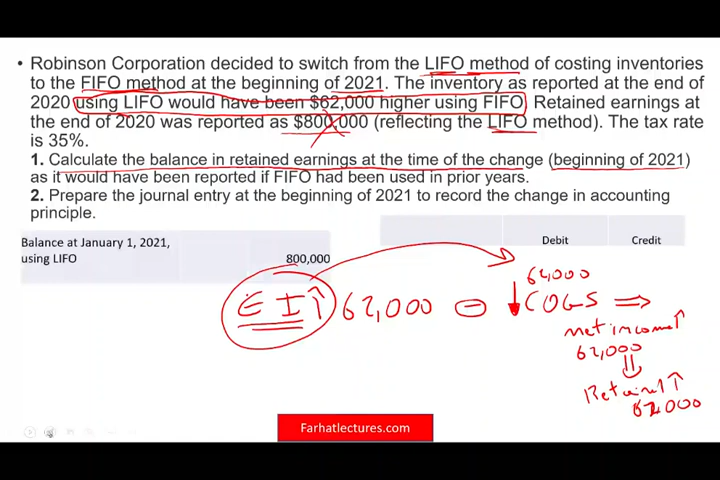 • Robinson Corporation decided to switch from the LIFO method of costing inventories
to the FIFO method at the beginning of 2021. The inventory as reported at the end of
2020 using LIFO would have been $62,000 higher using FIFO. Retained earnings at
the end of 2020 was reported as $800,000 (reflecting the LIFO method). The tax rate
is 35%.
1. Calculate the balance in retained earnings at the time of the change (beginning of 2021)
as it would have been reported if FIFO had been used in prior years.
2. Prepare the journal entry at the beginning of 2021 to record the change in accounting
principle.
Debit Credit
Balance at January 1, 2021,
using LIFO 800,000
62,000
EI↑ 62,000 ↓ COGS ⇒
net income↑
62,000
Retained↑
62,000
Farhatlectures.com